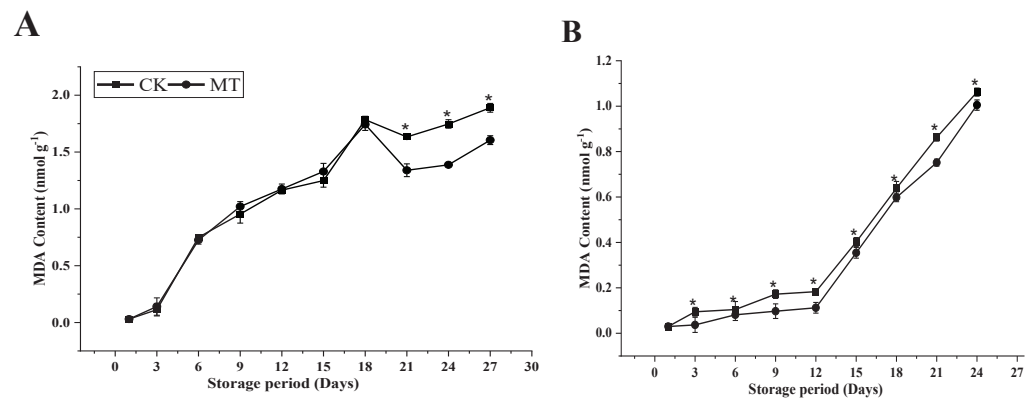 A
B
CK MT
MDA Content (nmol g⁻¹)
2.0
1.5
1.0
0.5
0.0
* * *
0 3 6 9 12 15 18 21 24 27 30
Storage period (Days)
MDA Content (nmol g⁻¹)
1.2
1.0
0.8
0.6
0.4
0.2
0.0
* * * * * * * *
0 3 6 9 12 15 18 21 24 27
Storage period (Days)